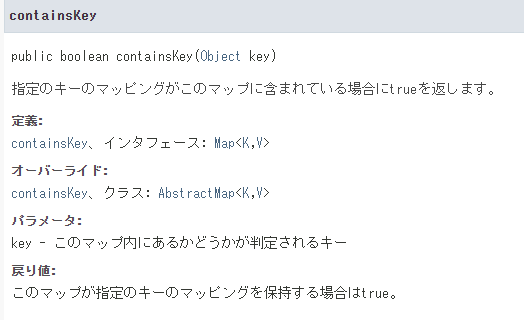 containsKey
public boolean containsKey(Object key)
指定のキーのマッピングがこのマップに含まれている場合にtrueを返します。
定義:
containsKey、インタフェース: Map<K,V>
オーバーライド:
containsKey、クラス: AbstractMap<K,V>
パラメータ:
key - このマップ内にあるかどうかが判定されるキー
戻り値:
このマップが指定のキーのマッピングを保持する場合はtrue。